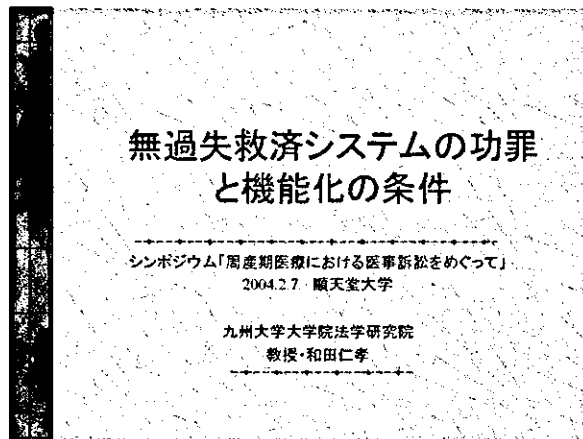 無過失救済システムの功罪
と機能化の条件
シンポジウム「周産期医療における医事訴訟をめぐって」
2004.2.7 順天堂大学
九州大学大学院法学研究院
教授・和田仁孝